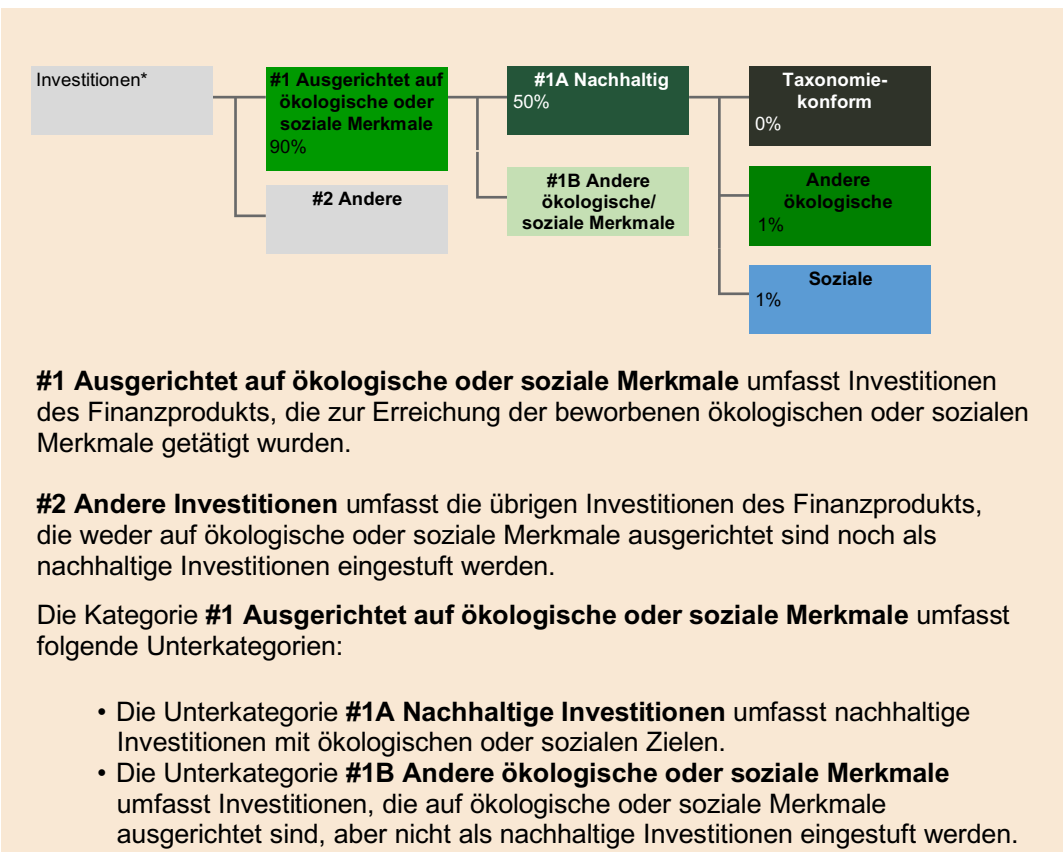 Investitionen*
#1 Ausgerichtet auf
ökologische oder
soziale Merkmale
90%
#2 Andere
#1A Nachhaltig
50%
#1B Andere
ökologische/
soziale Merkmale
Taxonomie-
konform
0%
Andere
ökologische
1%
Soziale
1%
#1 Ausgerichtet auf ökologische oder soziale Merkmale umfasst Investitionen
des Finanzprodukts, die zur Erreichung der beworbenen ökologischen oder sozialen
Merkmale getätigt wurden.
#2 Andere Investitionen umfasst die übrigen Investitionen des Finanzprodukts,
die weder auf ökologische oder soziale Merkmale ausgerichtet sind noch als
nachhaltige Investitionen eingestuft werden.
Die Kategorie #1 Ausgerichtet auf ökologische oder soziale Merkmale umfasst
folgende Unterkategorien:
• Die Unterkategorie #1A Nachhaltige Investitionen umfasst nachhaltige
Investitionen mit ökologischen oder sozialen Zielen.
• Die Unterkategorie #1B Andere ökologische oder soziale Merkmale
umfasst Investitionen, die auf ökologische oder soziale Merkmale
ausgerichtet sind, aber nicht als nachhaltige Investitionen eingestuft werden.